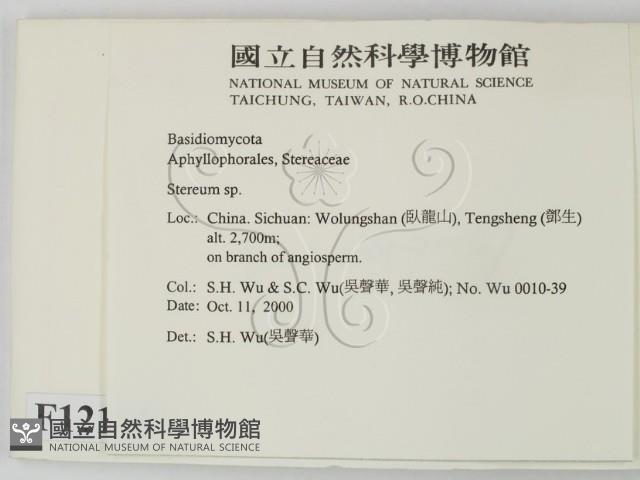 國立自然科學博物館
NATIONAL MUSEUM OF NATURAL SCIENCE
TAICHUNG, TAIWAN, R.O.CHINA
Basidiomycota
Aphyllophorales, Stereaceae
Stereum sp.
Loc.: China. Sichuan: Wolungshan (臥龍山), Tengsheng (鄧生)
alt. 2,700m;
on branch of angiosperm.
Col.: S.H. Wu & S.C. Wu(吳聲華, 吳聲純); No. Wu 0010-39
Date: Oct. 11, 2000
Det.: S.H. Wu(吳聲華)
F121
國立自然科學博物館
NATIONAL MUSEUM OF NATURAL SCIENCE